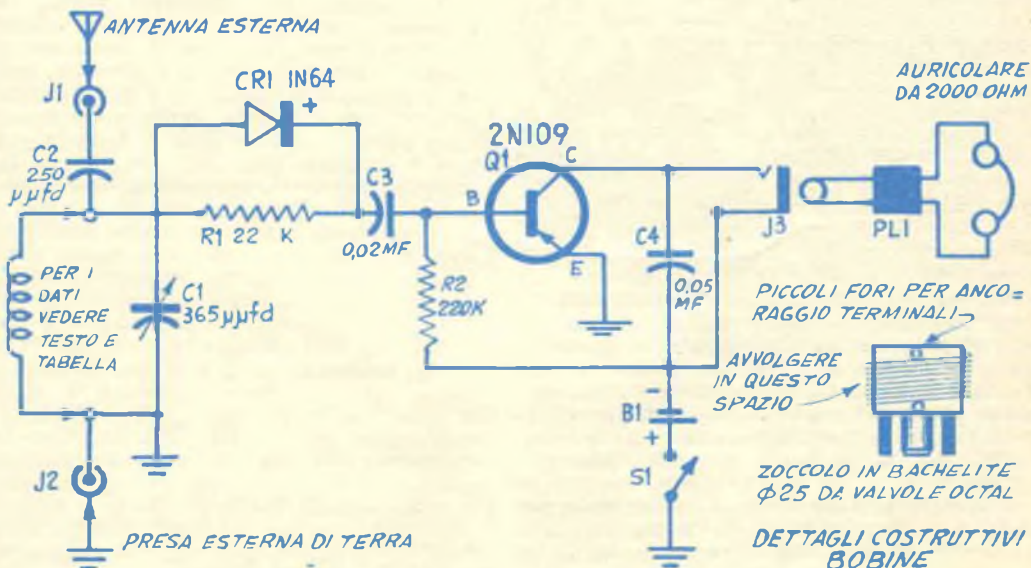 ANTENNA ESTERNA
J1
C2
250
µµfd
CR1 1N64
+
R1 22 K
C3
0,02MF
PER I
DATI
VEDERE
TESTO E
TABELLA
C1
365µµfd
J2
PRESA ESTERNA DI TERRA
2N109
Q1
C
B
E
R2
220K
C4
0,05
MF
-
B1
+
S1
J3
PL1
AURICOLARE
DA 2000 OHM
PICCOLI FORI PER ANCO=
RAGGIO TERMINALI
AVVOLGERE
IN QUESTO
SPAZIO
ZOCCOLO IN BACHELITE
φ25 DA VALVOLE OCTAL
DETTAGLI COSTRUTTIVI
BOBINE